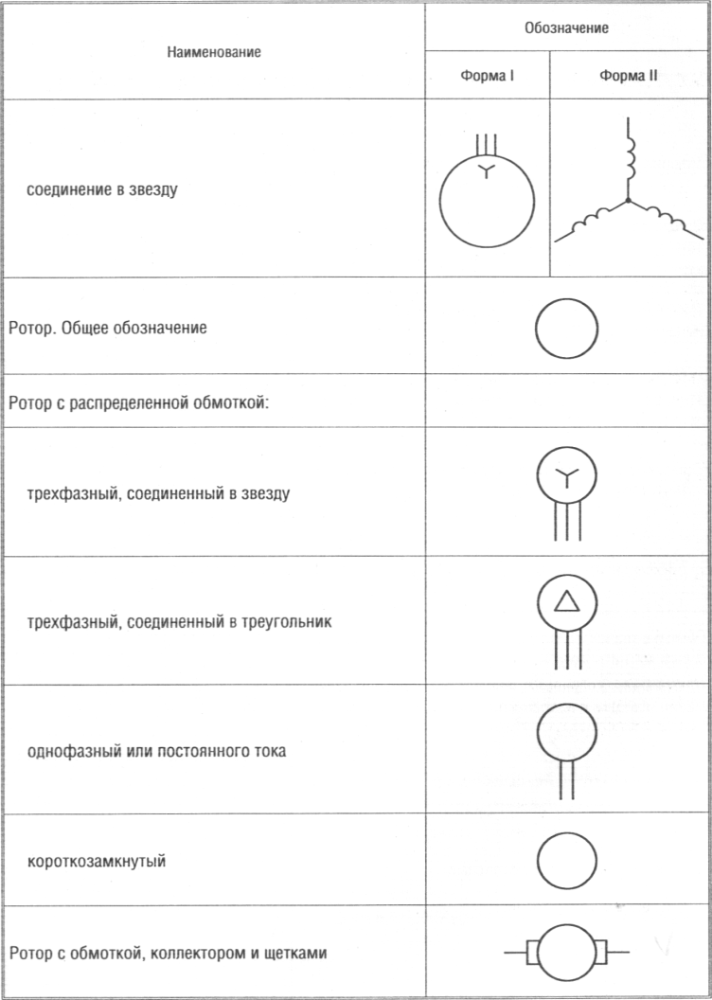 Наименование
Обозначение
Форма I
Форма II
соединение в звезду
Ротор. Общее обозначение
Ротор с распределенной обмоткой:
трехфазный, соединенный в звезду
трехфазный, соединенный в треугольник
однофазный или постоянного тока
короткозамкнутый
Ротор с обмоткой, коллектором и щетками